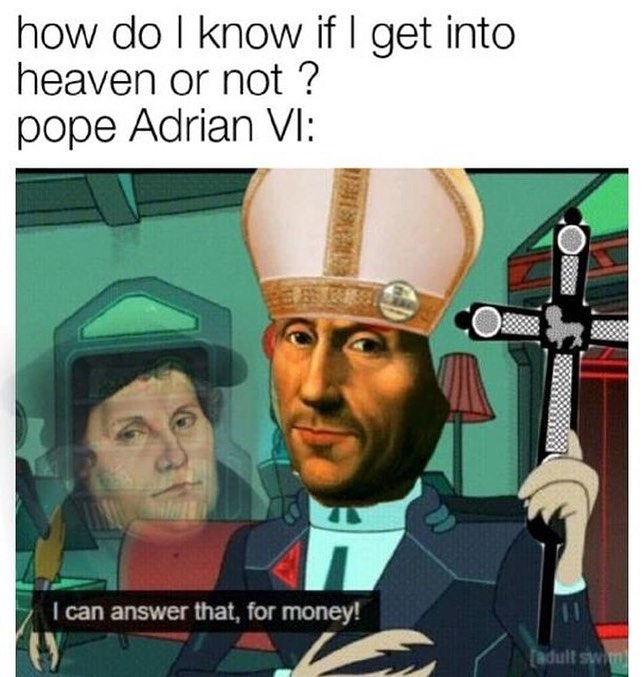 how do I know if I get into
heaven or not ?
pope Adrian VI:
I can answer that, for money!
[adult swim]